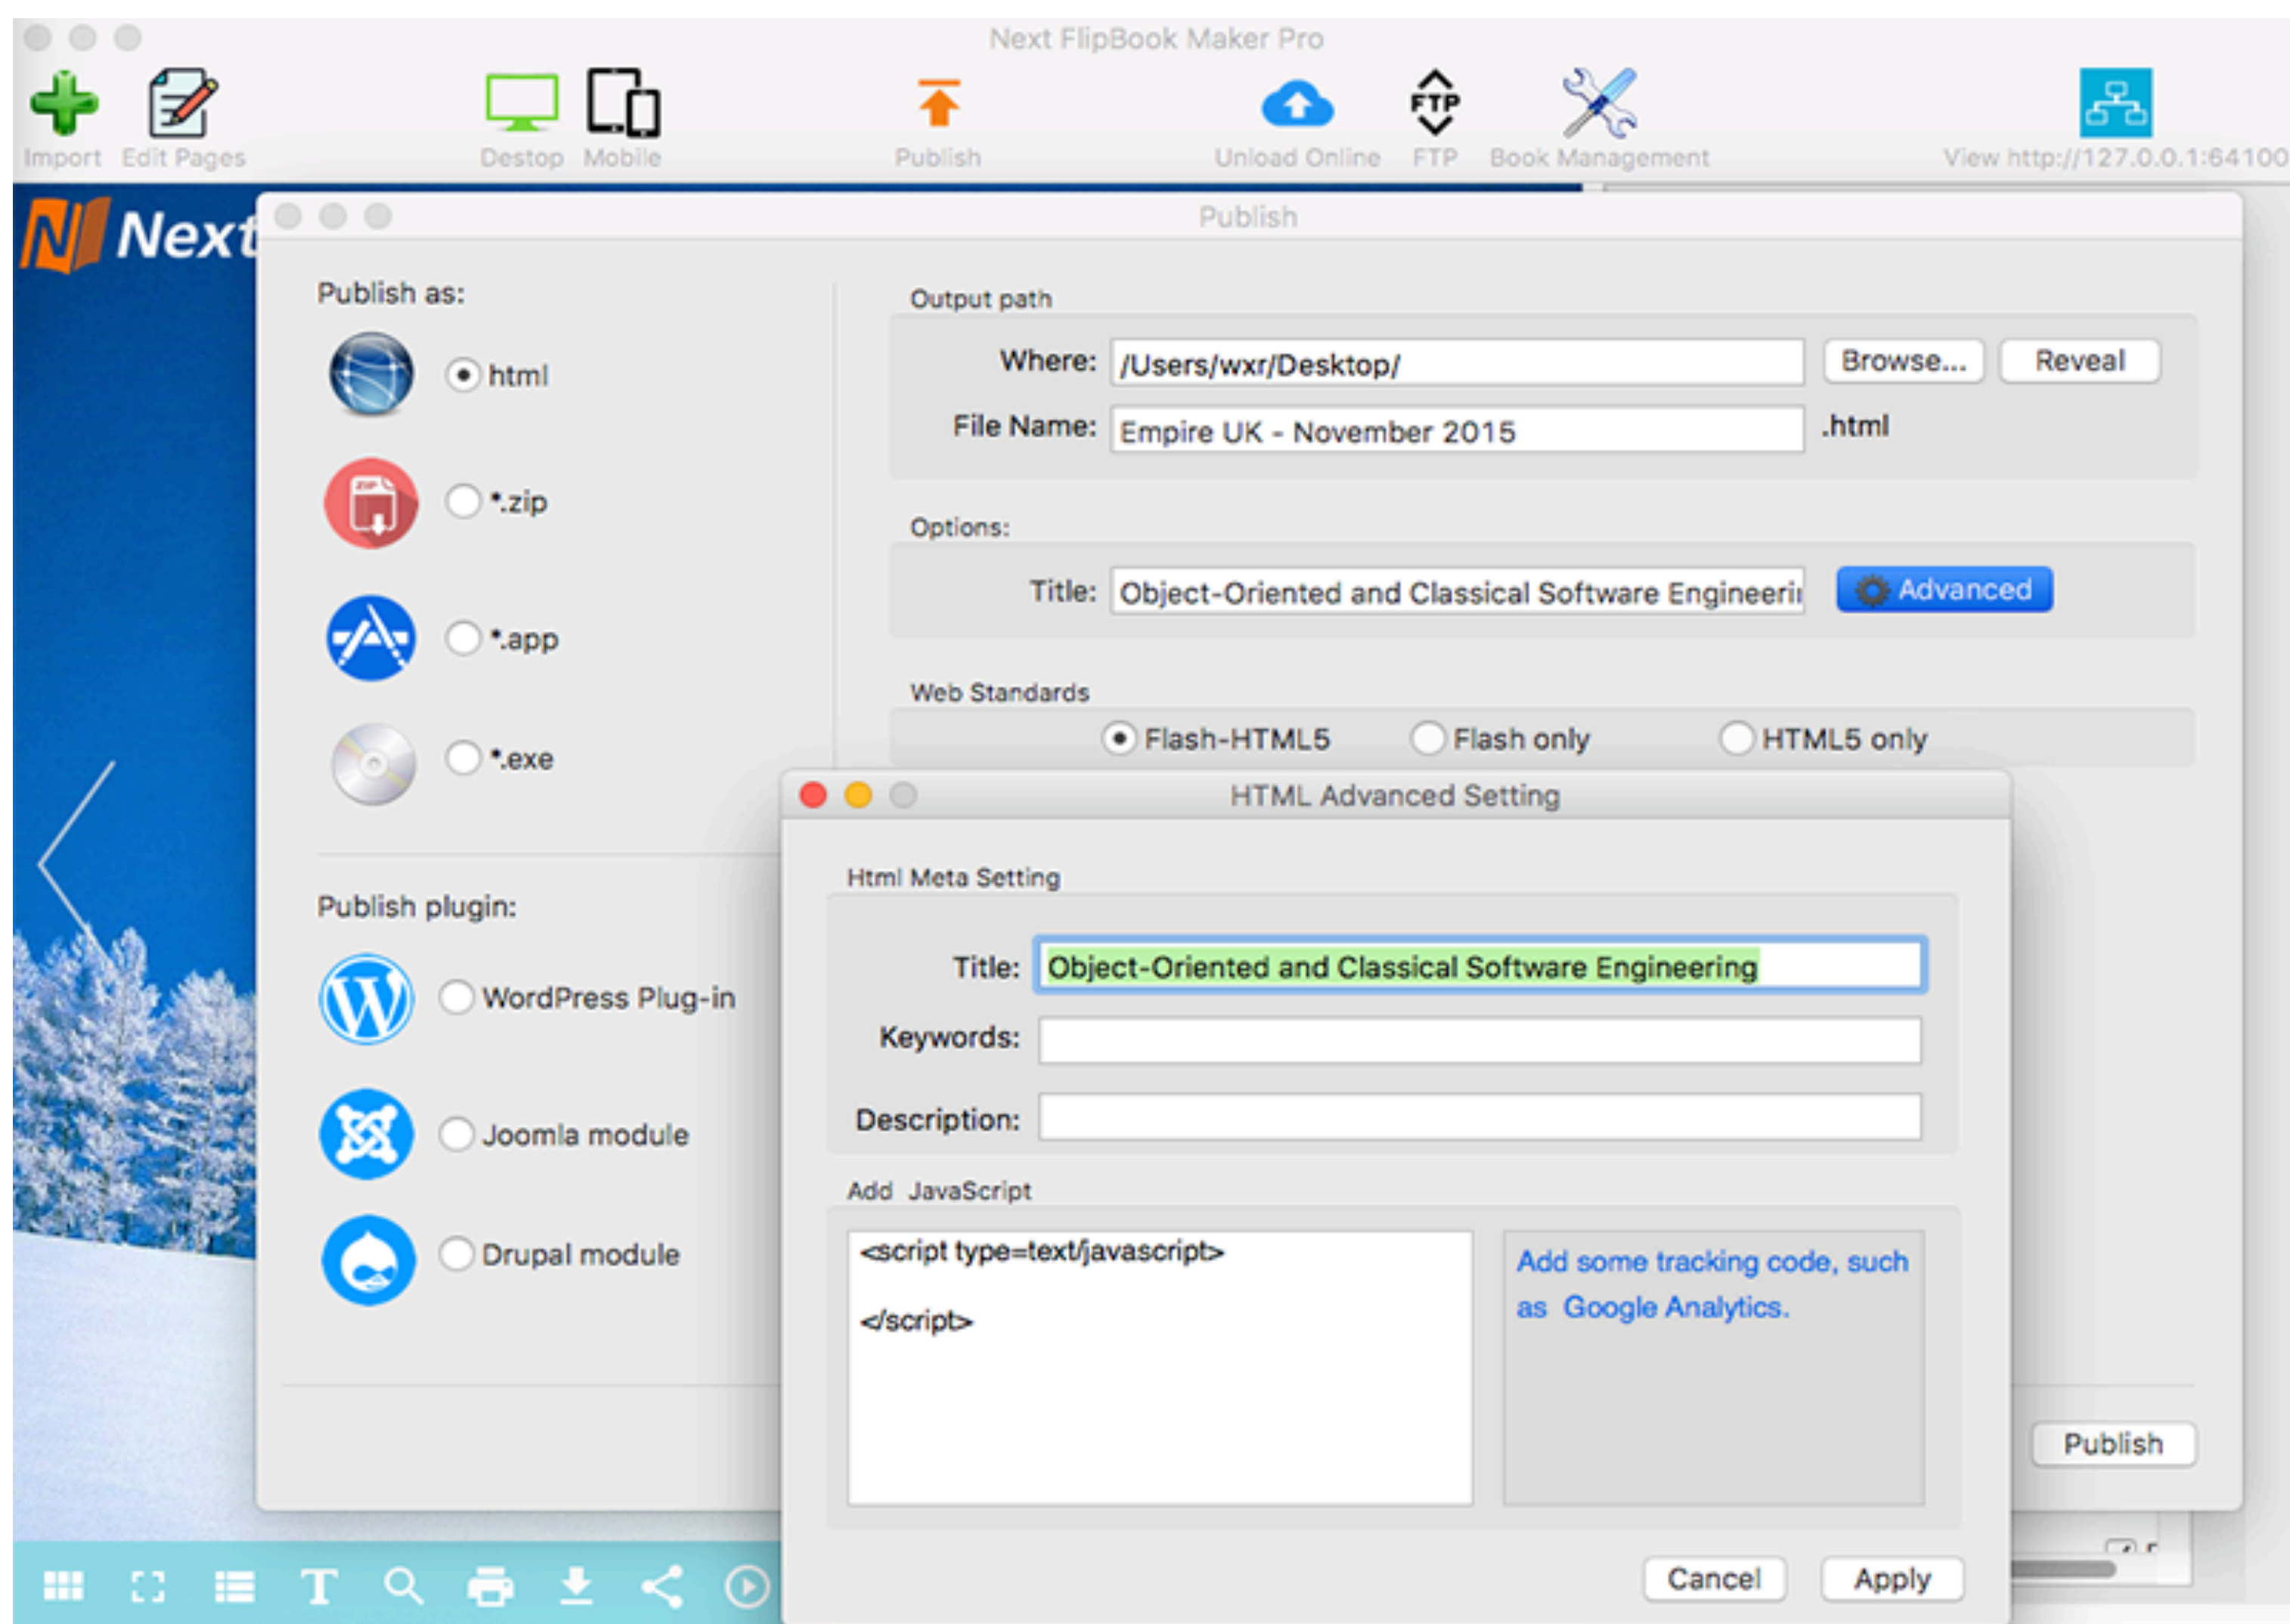 Next FlipBook Maker Pro
Import Edit Pages Destop Mobile Publish Unload Online FTP Book Management View http://127.0.0.1:64100
FTP
Next
Publish
Publish as:
html
ZIP
*.zip
*.app
*.exe
Publish plugin:
WordPress Plug-in
Joomla module
Drupal module
Output path
Where: /Users/wxr/Desktop/ Browse... Reveal
File Name: Empire UK - November 2015 .html
Options:
Title: Object-Oriented and Classical Software Engineerin Advanced
Web Standards
Flash-HTML5 Flash only HTML5 only
HTML Advanced Setting
Html Meta Setting
Title: Object-Oriented and Classical Software Engineering
Keywords:
Description:
Add JavaScript
<script type=text/javascript>
</script>
Add some tracking code, such
as Google Analytics.
Cancel Apply
Publish